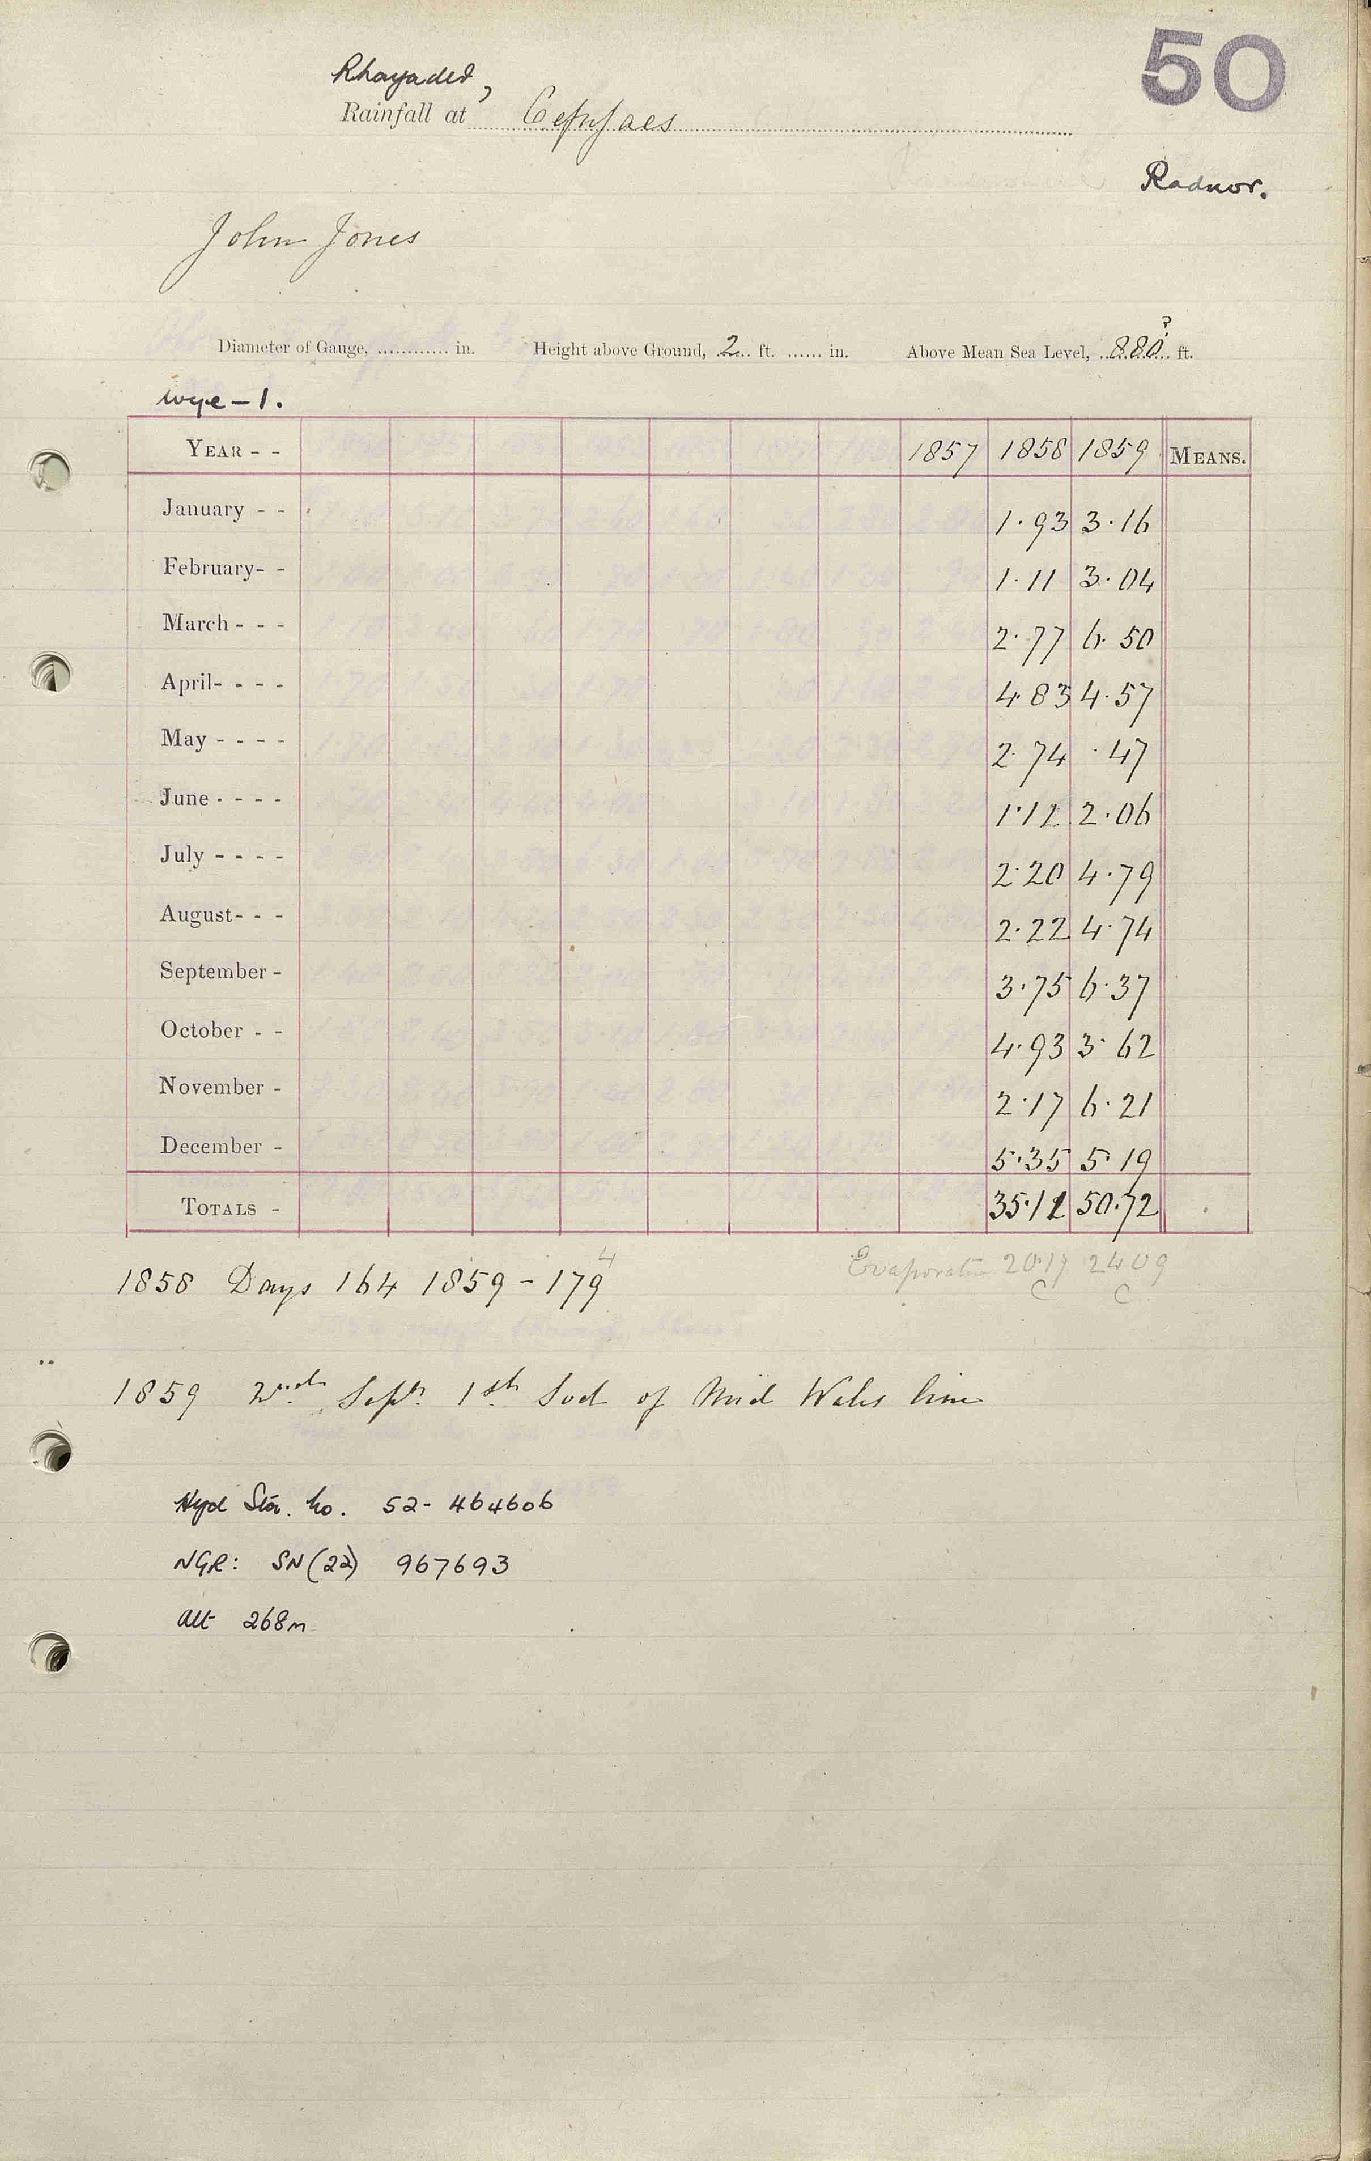 50
Rhayader,
Rainfall at Cefnfaes
Radnor.
John Jones
Diameter of Gauge, ............ in. Height above Ground, 2 ft. ...... in. Above Mean Sea Level, 880? ft.
Wye - 1.
YEAR - - 1857 1858 1859 MEANS.
January - - 1.93 3.16
February - - 1.11 3.04
March - - - 2.77 6.50
April - - - - 4.83 4.57
May - - - - 2.74 .47
June - - - - 1.12 2.06
July - - - - 2.20 4.79
August - - - 2.22 4.74
September - 3.75 6.37
October - - 4.93 3.62
November - 2.17 6.21
December - 5.35 5.19
TOTALS - 35.12 50.72
Evaporation 20.17 24.09
C C
1858 Days 164 1859 - 179 4
1859 2nd Sept. 1st Sod of Mid Wales line
Hyd Stn. No. 52-464606
NGR: SN(22) 967693
Alt 268m